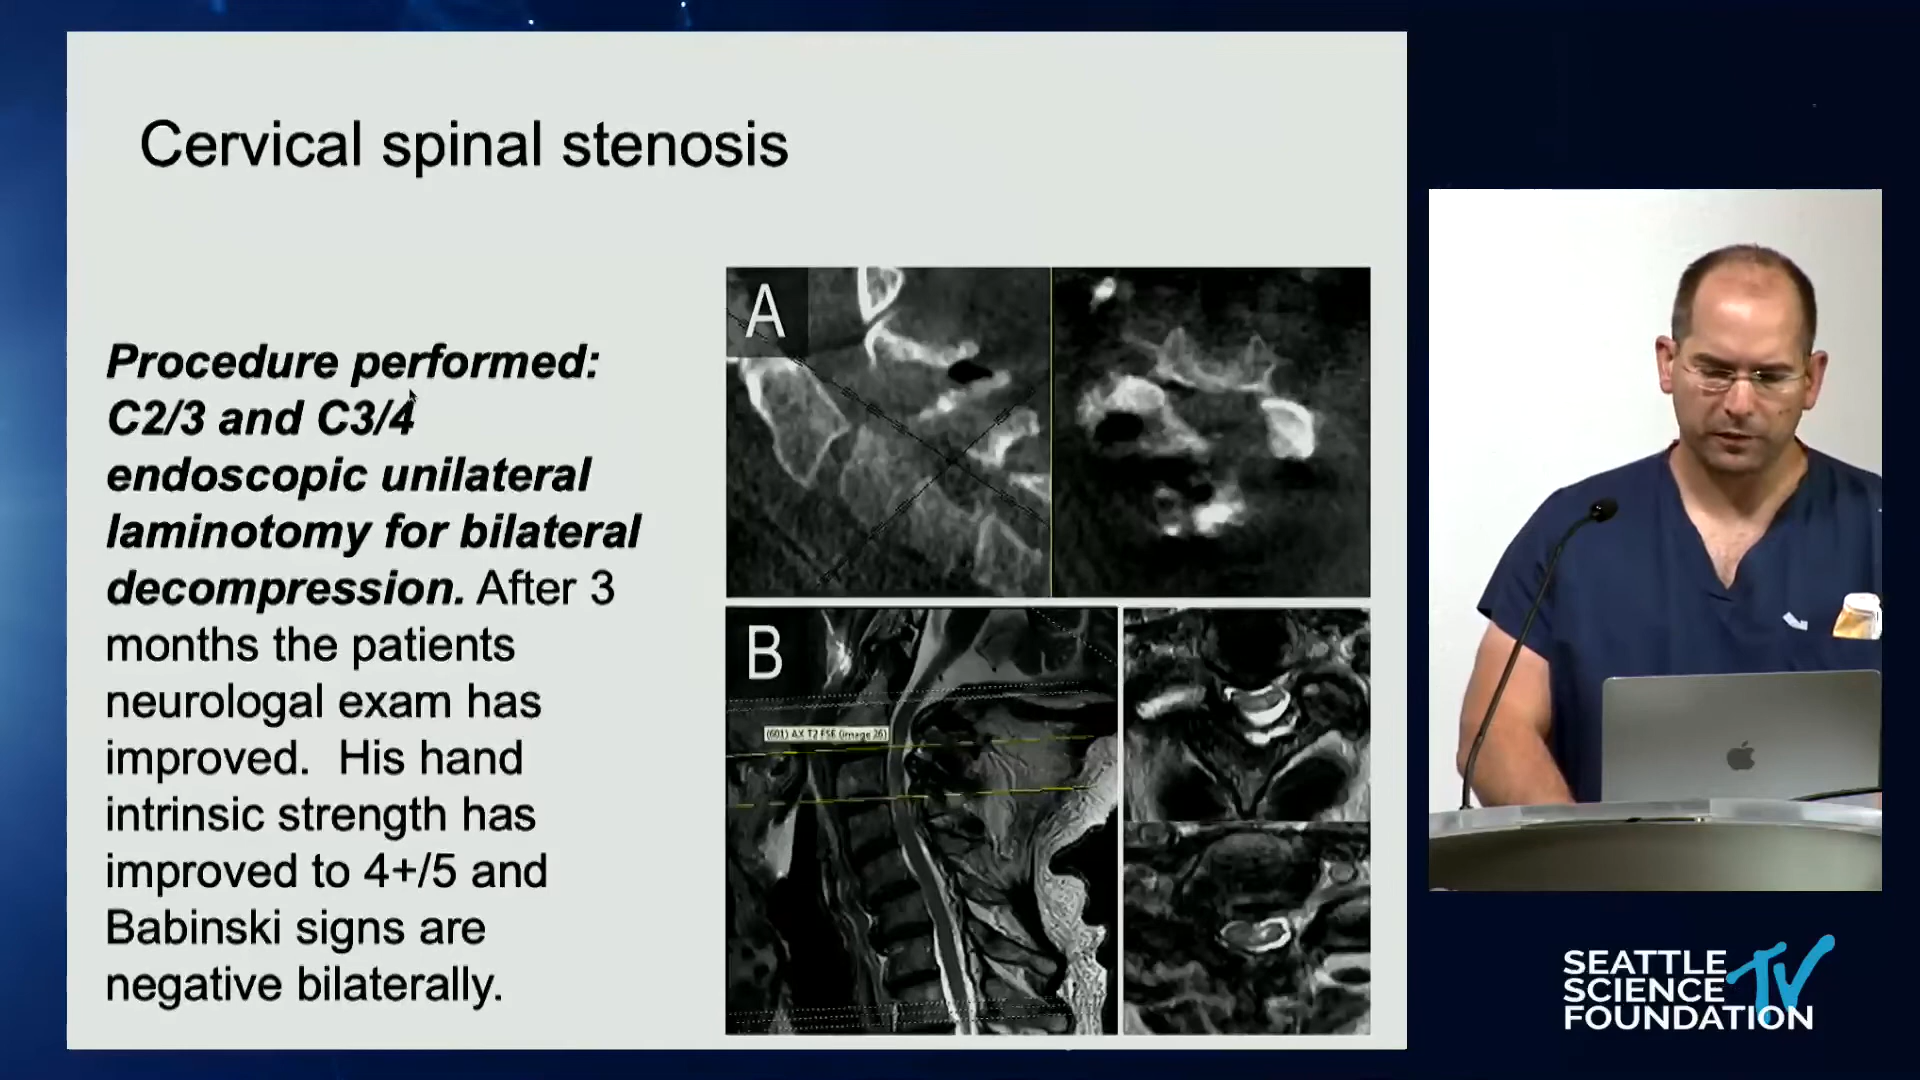 Cervical spinal stenosis
Procedure performed:
C2/3 and C3/4
endoscopic unilateral
laminotomy for bilateral
decompression. After 3
months the patients
neurologal exam has
improved.  His hand
intrinsic strength has
improved to 4+/5 and
Babinski signs are
negative bilaterally.
A
B
(601) AX T2 FSE (image 26)
SEATTLE
SCIENCE
FOUNDATION
TV